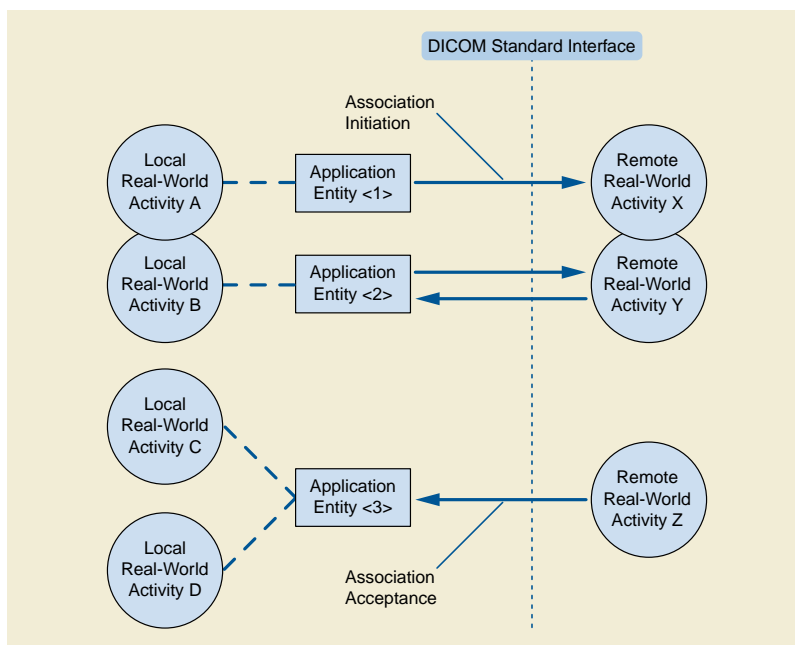 DICOM Standard Interface
Association
Initiation
Local
Real-World
Activity A
Application
Entity <1>
Remote
Real-World
Activity X
Local
Real-World
Activity B
Application
Entity <2>
Remote
Real-World
Activity Y
Local
Real-World
Activity C
Application
Entity <3>
Remote
Real-World
Activity Z
Local
Real-World
Activity D
Association
Acceptance